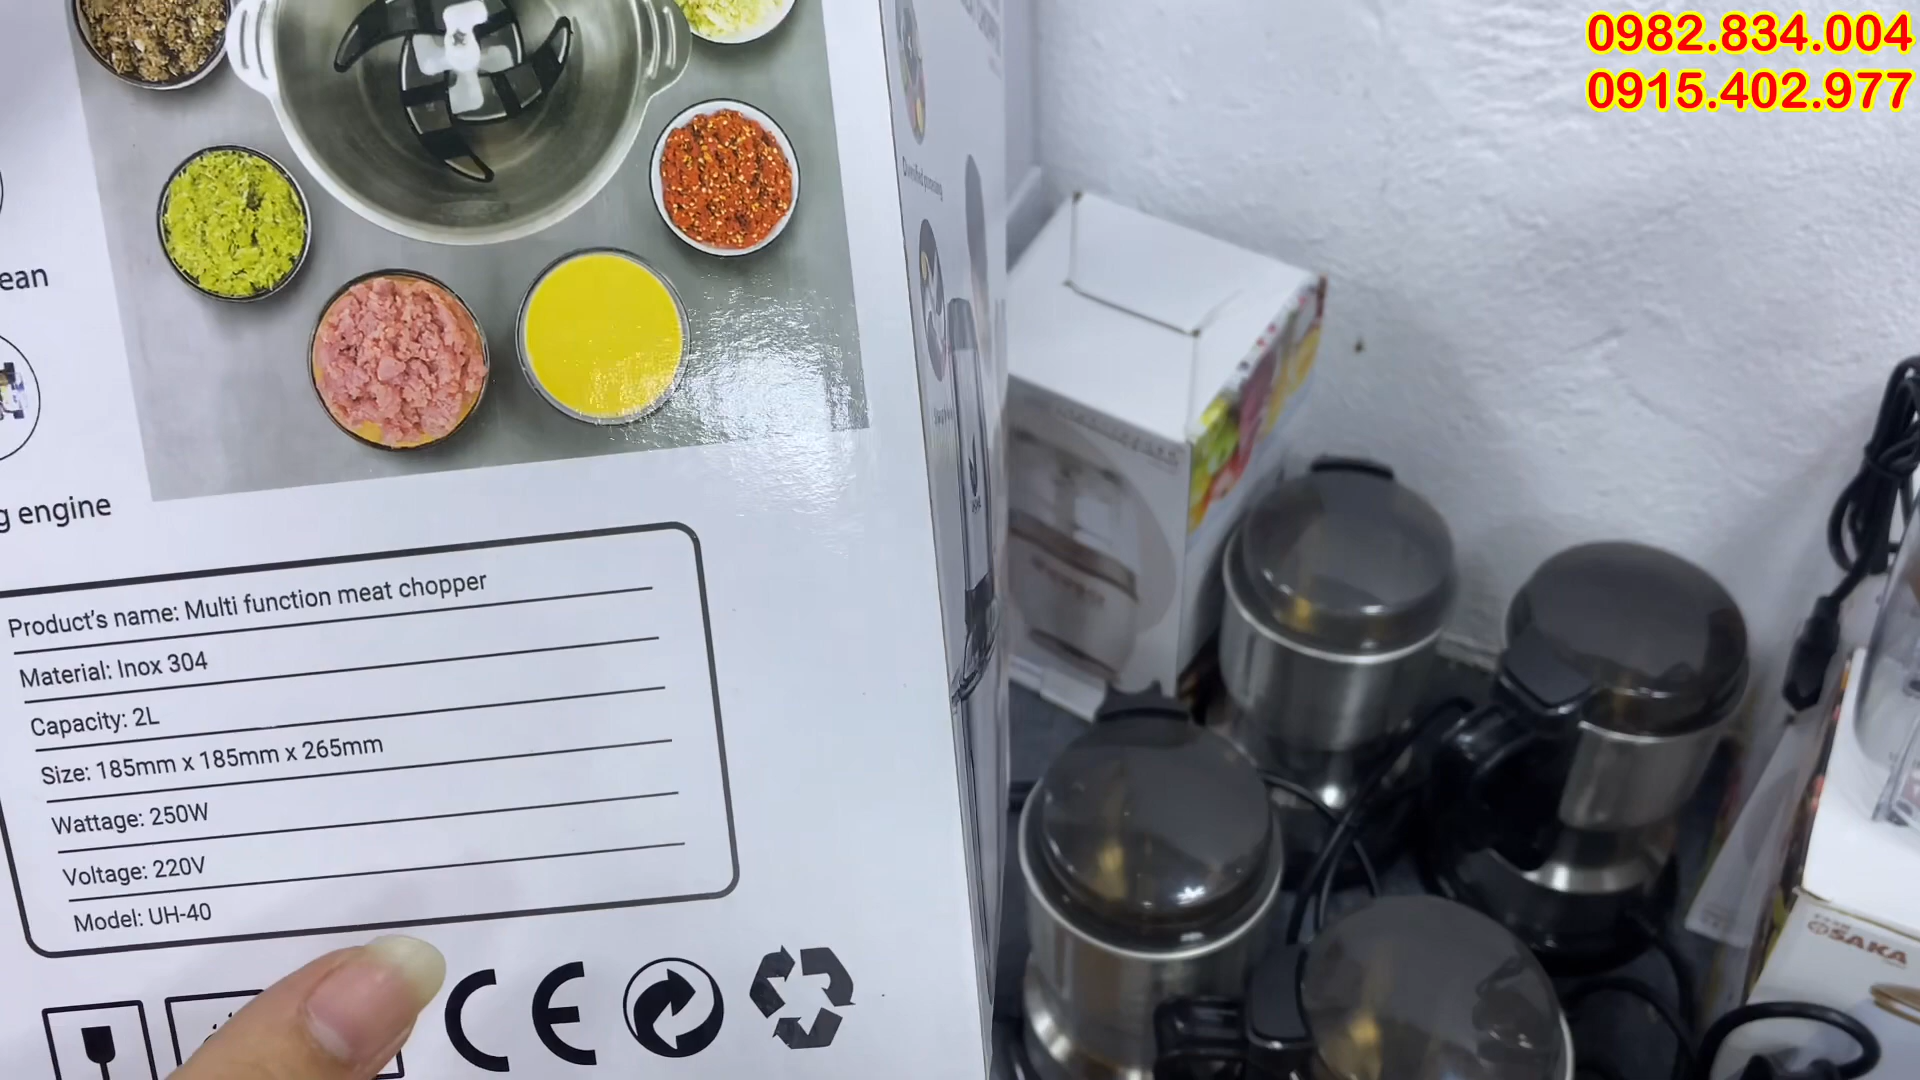 0982.834.004
0915.402.977
ean
g engine
Product's name: Multi function meat chopper
Material: Inox 304
Capacity: 2L
Size: 185mm x 185mm x 265mm
Wattage: 250W
Voltage: 220V
Model: UH-40
CE
OSAKA